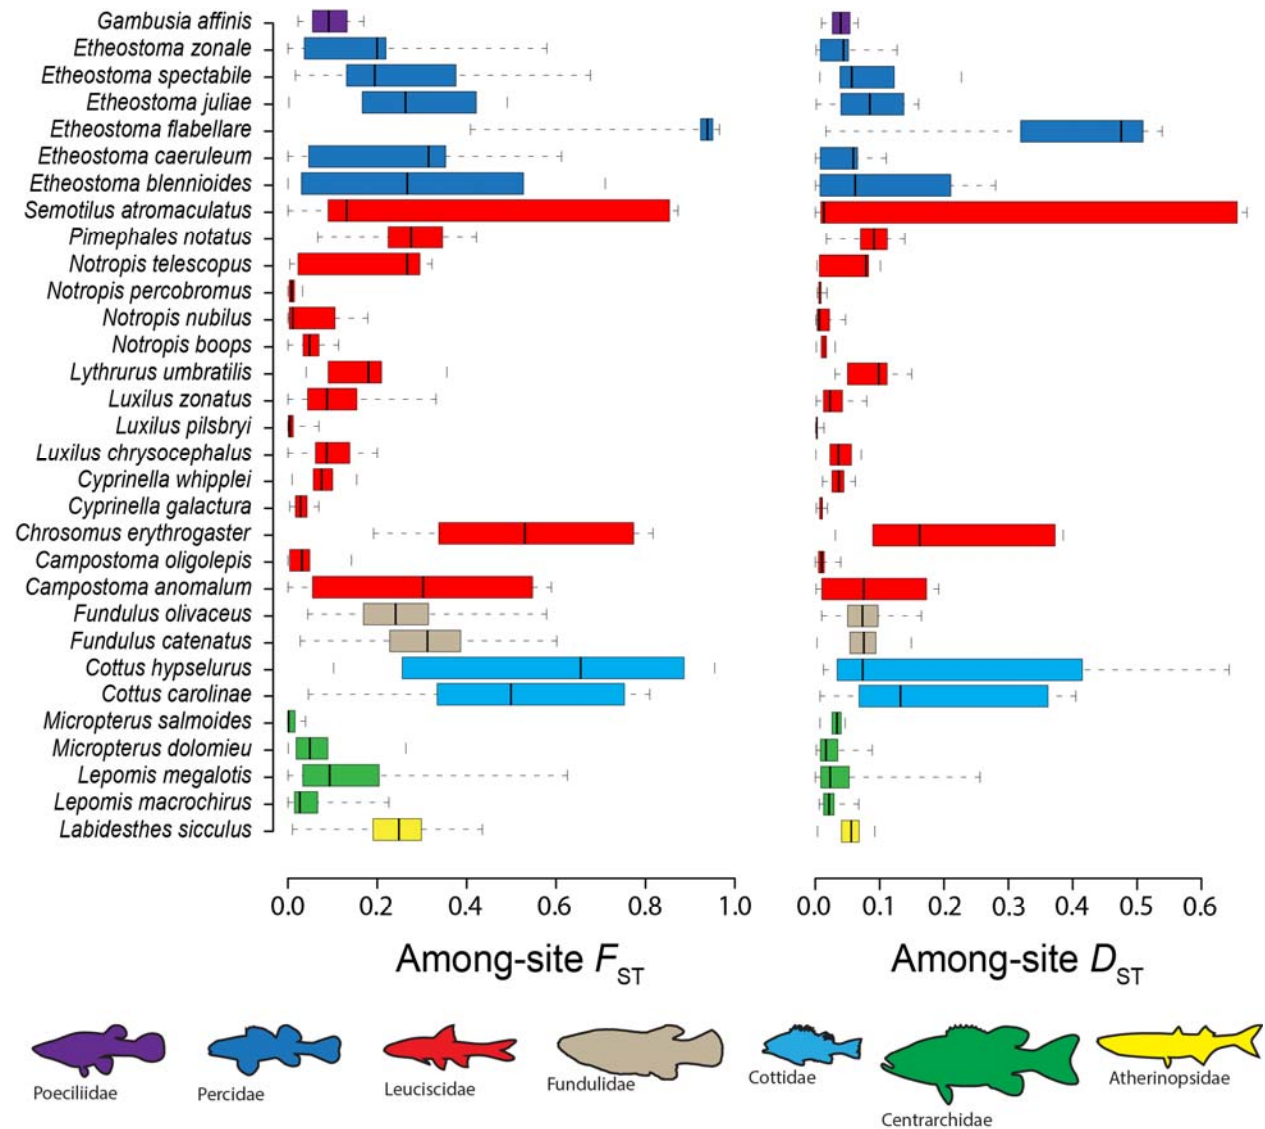 Gambusia affinis
Etheostoma zonale
Etheostoma spectabile
Etheostoma juliae
Etheostoma flabellare
Etheostoma caeruleum
Etheostoma blennioides
Semotilus atromaculatus
Pimephales notatus
Notropis telescopus
Notropis percobromus
Notropis nubilus
Notropis boops
Lythrurus umbratilis
Luxilus zonatus
Luxilus pilsbryi
Luxilus chrysocephalus
Cyprinella whipplei
Cyprinella galactura
Chrosomus erythrogaster
Campostoma oligolepis
Campostoma anomalum
Fundulus olivaceus
Fundulus catenatus
Cottus hypselurus
Cottus carolinae
Micropterus salmoides
Micropterus dolomieu
Lepomis megalotis
Lepomis macrochirus
Labidesthes sicculus
0.0 0.2 0.4 0.6 0.8 1.0
Among-site FST
0.0 0.1 0.2 0.3 0.4 0.5 0.6
Among-site DST
Poeciliidae
Percidae
Leuciscidae
Fundulidae
Cottidae
Centrarchidae
Atherinopsidae